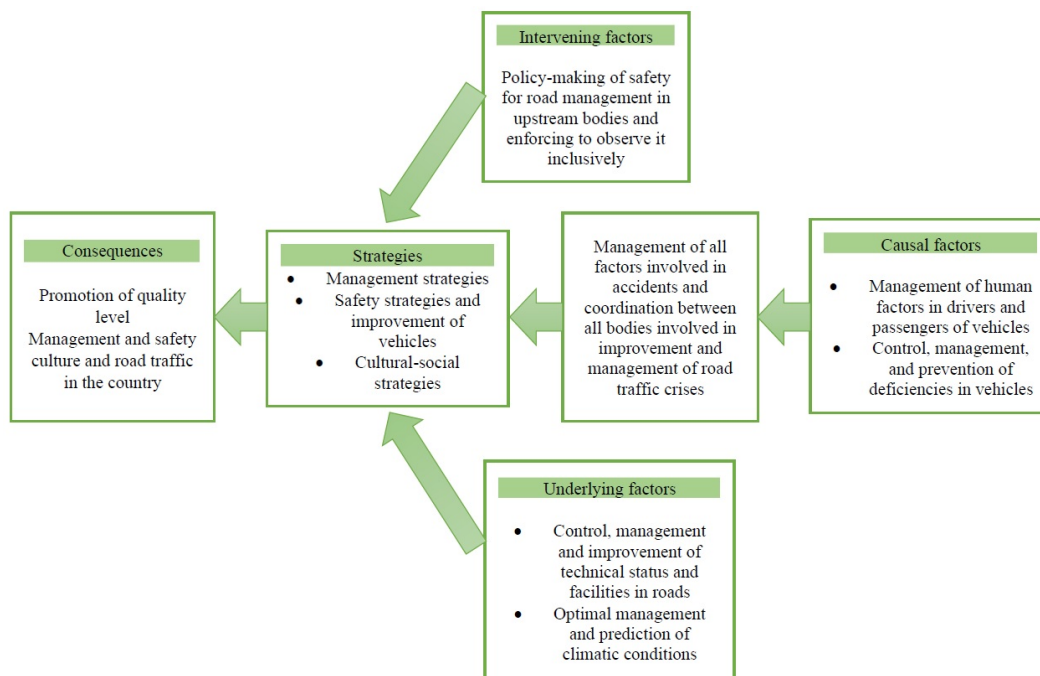 Intervening factors
Policy-making of safety
for road management in
upstream bodies and
enforcing to observe it
inclusively
Consequences
Promotion of quality
level
Management and safety
culture and road traffic
in the country
Strategies
● Management strategies
● Safety strategies and
improvement of
vehicles
● Cultural-social
strategies
Management of all
factors involved in
accidents and
coordination between
all bodies involved in
improvement and
management of road
traffic crises
Causal factors
● Management of human
factors in drivers and
passengers of vehicles
● Control, management,
and prevention of
deficiencies in vehicles
Underlying factors
● Control, management
and improvement of
technical status and
facilities in roads
● Optimal management
and prediction of
climatic conditions